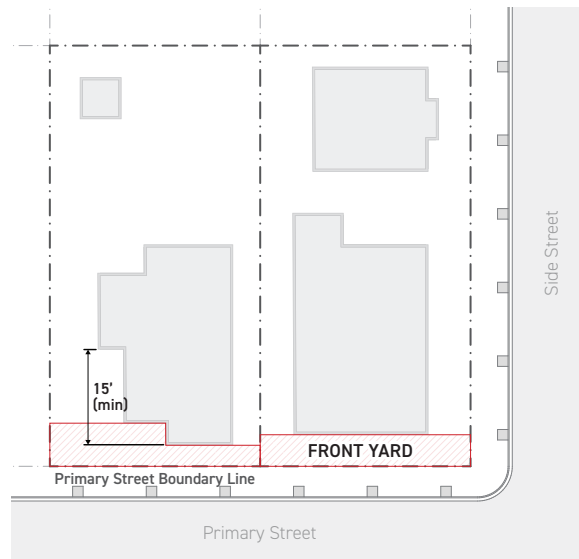 Side Street
15'
(min)
FRONT YARD
Primary Street Boundary Line
Primary Street